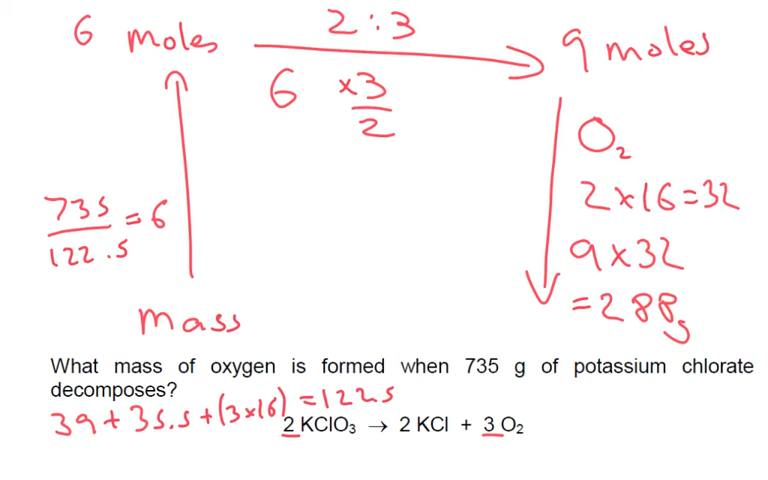 6 moles 2:3 9 moles
6 ×3/2
O₂
735/122.5 = 6
2×16=32
9×32
=288g
mass
What mass of oxygen is formed when 735 g of potassium chlorate
decomposes?
39+35.5+(3×16)=122.5
2 KClO₃ → 2 KCl + 3 O₂